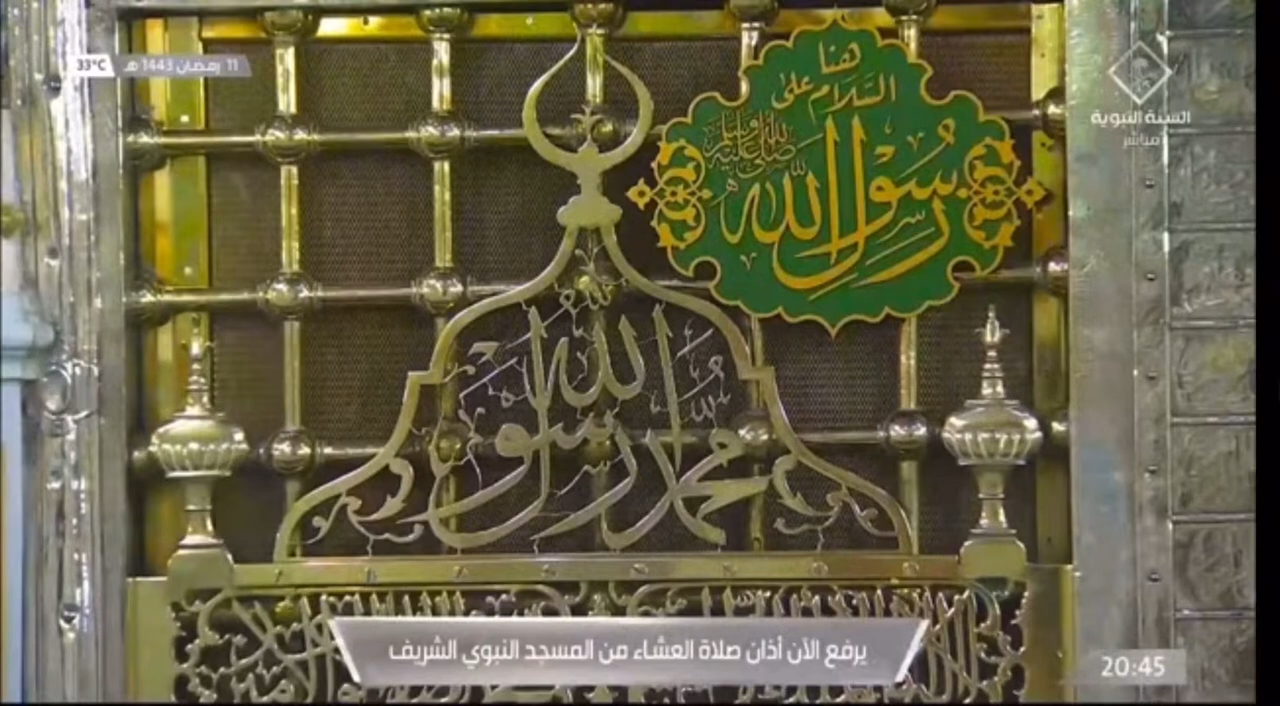 33°C
11 رمضان 1443 هـ
السنة النبوية
مباشر
هنا
السلام على
رسول الله
صلى الله عليه وسلم
محمد رسول الله
يرفع الآن أذان صلاة العشاء من المسجد النبوي الشريف
20:45